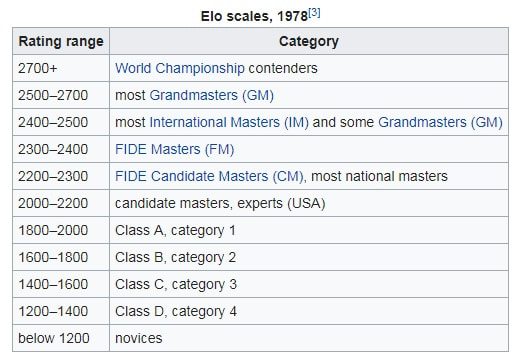 Elo scales, 1978[3]
Rating range Category
2700+ World Championship contenders
2500–2700 most Grandmasters (GM)
2400–2500 most International Masters (IM) and some Grandmasters (GM)
2300–2400 FIDE Masters (FM)
2200–2300 FIDE Candidate Masters (CM), most national masters
2000–2200 candidate masters, experts (USA)
1800–2000 Class A, category 1
1600–1800 Class B, category 2
1400–1600 Class C, category 3
1200–1400 Class D, category 4
below 1200 novices